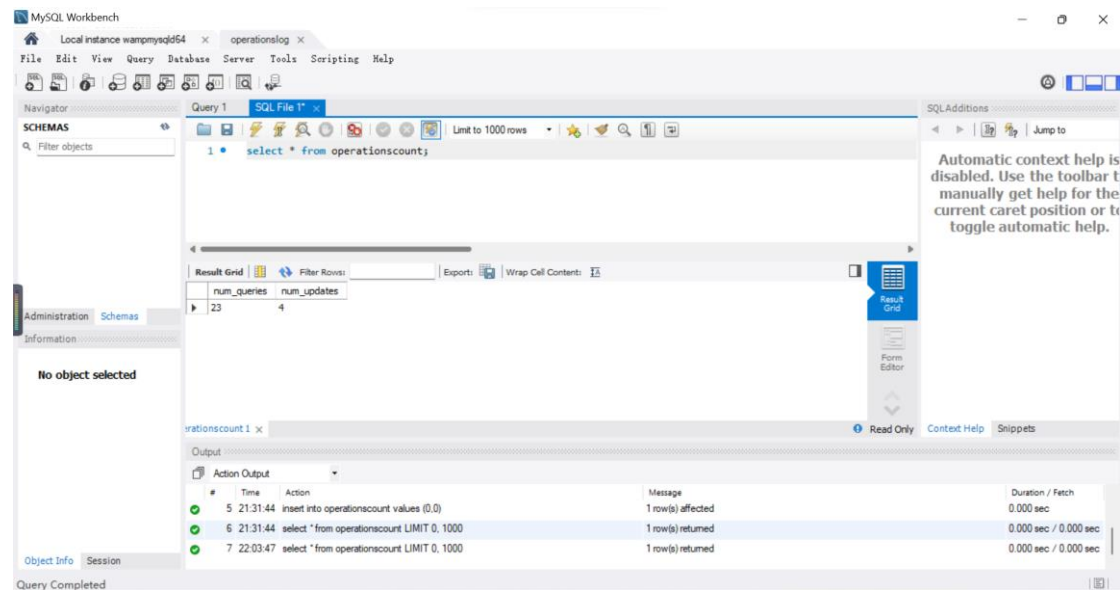 MySQL Workbench
Local instance wampmysqld64 × operationslog ×
File Edit View Query Database Server Tools Scripting Help
Navigator
SCHEMAS
Filter objects
Administration Schemas
Information
No object selected
Object Info Session
Query 1 SQL File 1* ×
Limit to 1000 rows
1 select * from operationscount;
Result Grid Filter Rows: Export: Wrap Cell Content:
num_queries num_updates
23 4
Result
Grid
Form
Editor
erationscount 1 × Read Only
SQLAdditions
Jump to
Automatic context help is
disabled. Use the toolbar t
manually get help for the
current caret position or to
toggle automatic help.
Context Help Snippets
Output
Action Output
# Time Action Message Duration / Fetch
5 21:31:44 insert into operationscount values (0,0) 1 row(s) affected 0.000 sec
6 21:31:44 select * from operationscount LIMIT 0, 1000 1 row(s) returned 0.000 sec / 0.000 sec
7 22:03:47 select * from operationscount LIMIT 0, 1000 1 row(s) returned 0.000 sec / 0.000 sec
Query Completed